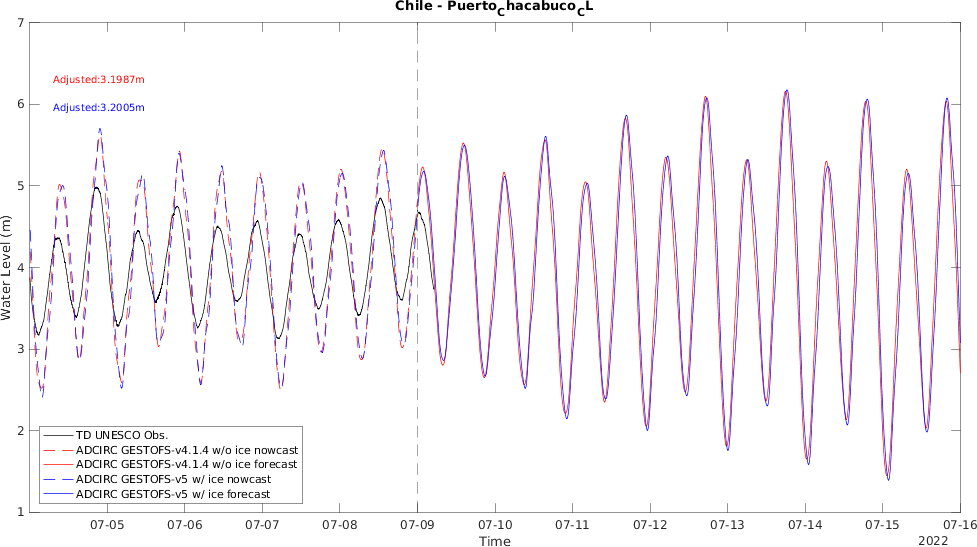 Chile - Puerto_Chacabuco_CL
7
6
5
4
3
2
1
Water Level (m)
Adjusted:3.1987m
Adjusted:3.2005m
TD UNESCO Obs.
ADCIRC GESTOFS-v4.1.4 w/o ice nowcast
ADCIRC GESTOFS-v4.1.4 w/o ice forecast
ADCIRC GESTOFS-v5 w/ ice nowcast
ADCIRC GESTOFS-v5 w/ ice forecast
07-05 07-06 07-07 07-08 07-09 07-10 07-11 07-12 07-13 07-14 07-15 07-16
Time
2022